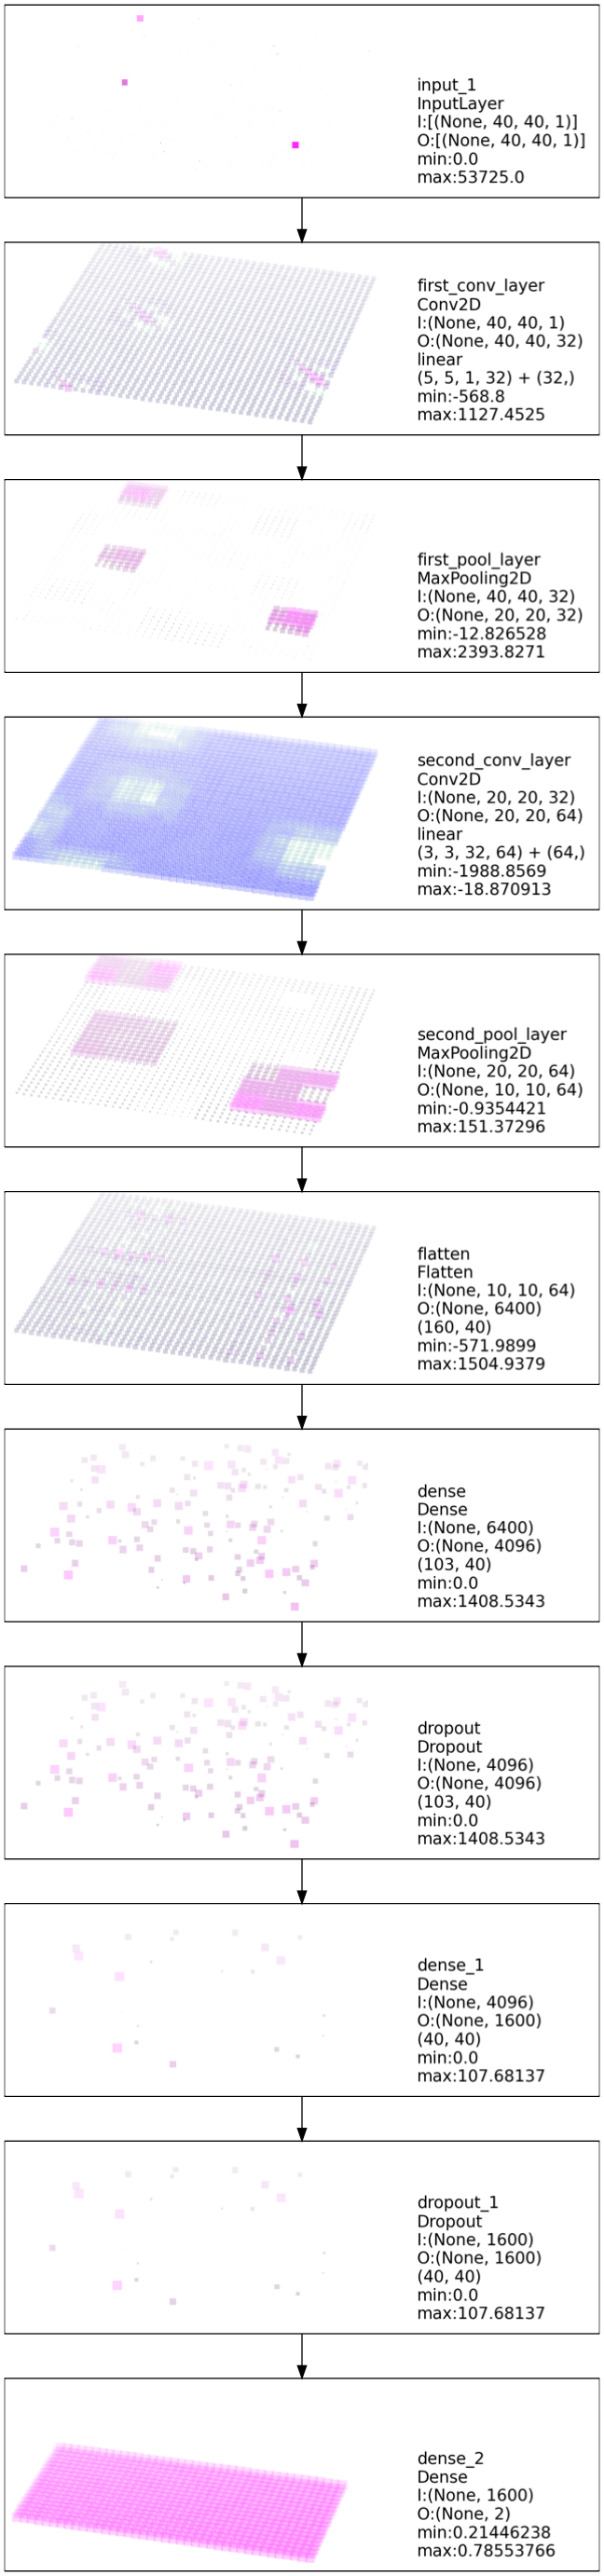 input_1
InputLayer
I:[(None, 40, 40, 1)]
O:[(None, 40, 40, 1)]
min:0.0
max:53725.0
first_conv_layer
Conv2D
I:(None, 40, 40, 1)
O:(None, 40, 40, 32)
linear
(5, 5, 1, 32) + (32,)
min:-568.8
max:1127.4525
first_pool_layer
MaxPooling2D
I:(None, 40, 40, 32)
O:(None, 20, 20, 32)
min:-12.826528
max:2393.8271
second_conv_layer
Conv2D
I:(None, 20, 20, 32)
O:(None, 20, 20, 64)
linear
(3, 3, 32, 64) + (64,)
min:-1988.8569
max:-18.870913
second_pool_layer
MaxPooling2D
I:(None, 20, 20, 64)
O:(None, 10, 10, 64)
min:-0.9354421
max:151.37296
flatten
Flatten
I:(None, 10, 10, 64)
O:(None, 6400)
(160, 40)
min:-571.9899
max:1504.9379
dense
Dense
I:(None, 6400)
O:(None, 4096)
(103, 40)
min:0.0
max:1408.5343
dropout
Dropout
I:(None, 4096)
O:(None, 4096)
(103, 40)
min:0.0
max:1408.5343
dense_1
Dense
I:(None, 4096)
O:(None, 1600)
(40, 40)
min:0.0
max:107.68137
dropout_1
Dropout
I:(None, 1600)
O:(None, 1600)
(40, 40)
min:0.0
max:107.68137
dense_2
Dense
I:(None, 1600)
O:(None, 2)
min:0.21446238
max:0.78553766